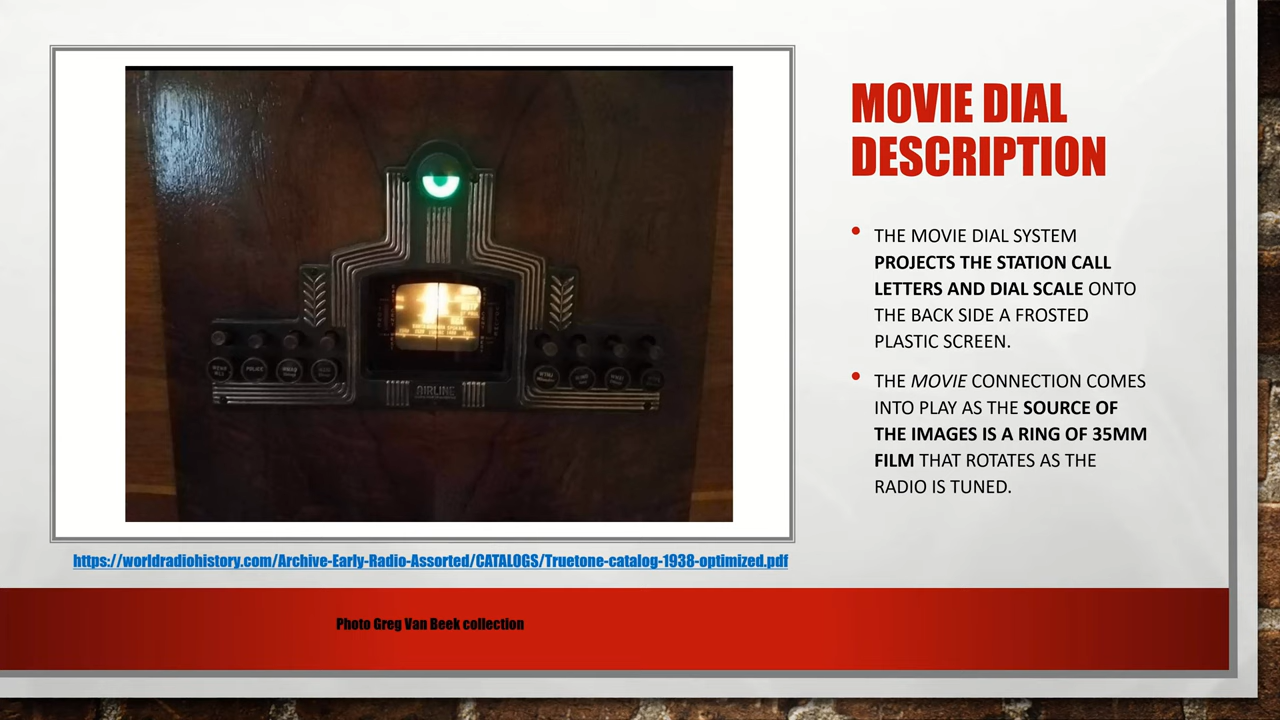 MOVIE DIAL
DESCRIPTION
• THE MOVIE DIAL SYSTEM
PROJECTS THE STATION CALL
LETTERS AND DIAL SCALE ONTO
THE BACK SIDE A FROSTED
PLASTIC SCREEN.
• THE MOVIE CONNECTION COMES
INTO PLAY AS THE SOURCE OF
THE IMAGES IS A RING OF 35MM
FILM THAT ROTATES AS THE
RADIO IS TUNED.
POLICE
AIRLINE
https://worldradiohistory.com/Archive-Early-Radio-Assorted/CATALOGS/Truetone-catalog-1938-optimized.pdf
Photo Greg Van Beek collection